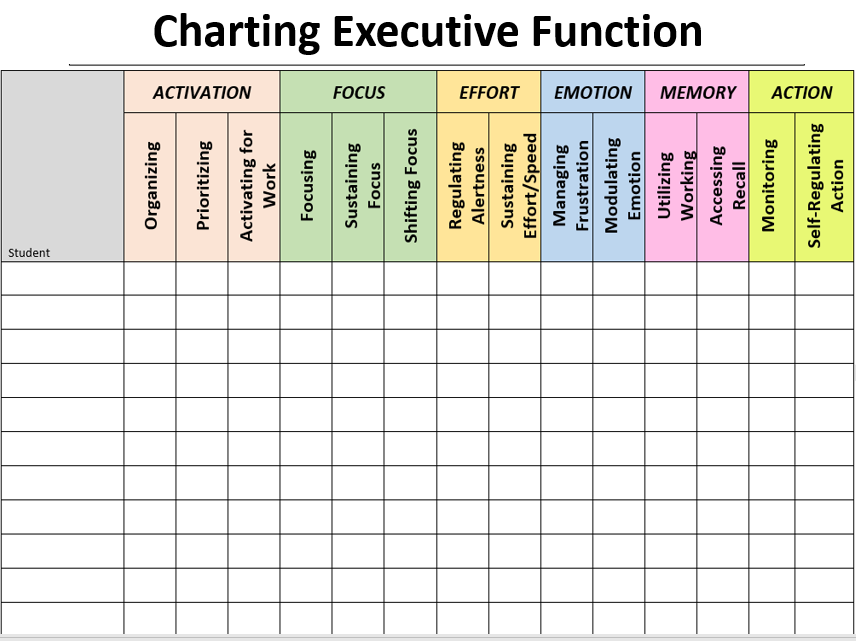 Charting Executive Function
ACTIVATION
FOCUS
EFFORT
EMOTION
MEMORY
ACTION
Student
Organizing
Prioritizing
Activating for
Work
Focusing
Sustaining
Focus
Shifting Focus
Regulating
Alertness
Sustaining
Effort/Speed
Managing
Frustration
Modulating
Emotion
Utilizing
Working
Accessing
Recall
Monitoring
Self-Regulating
Action